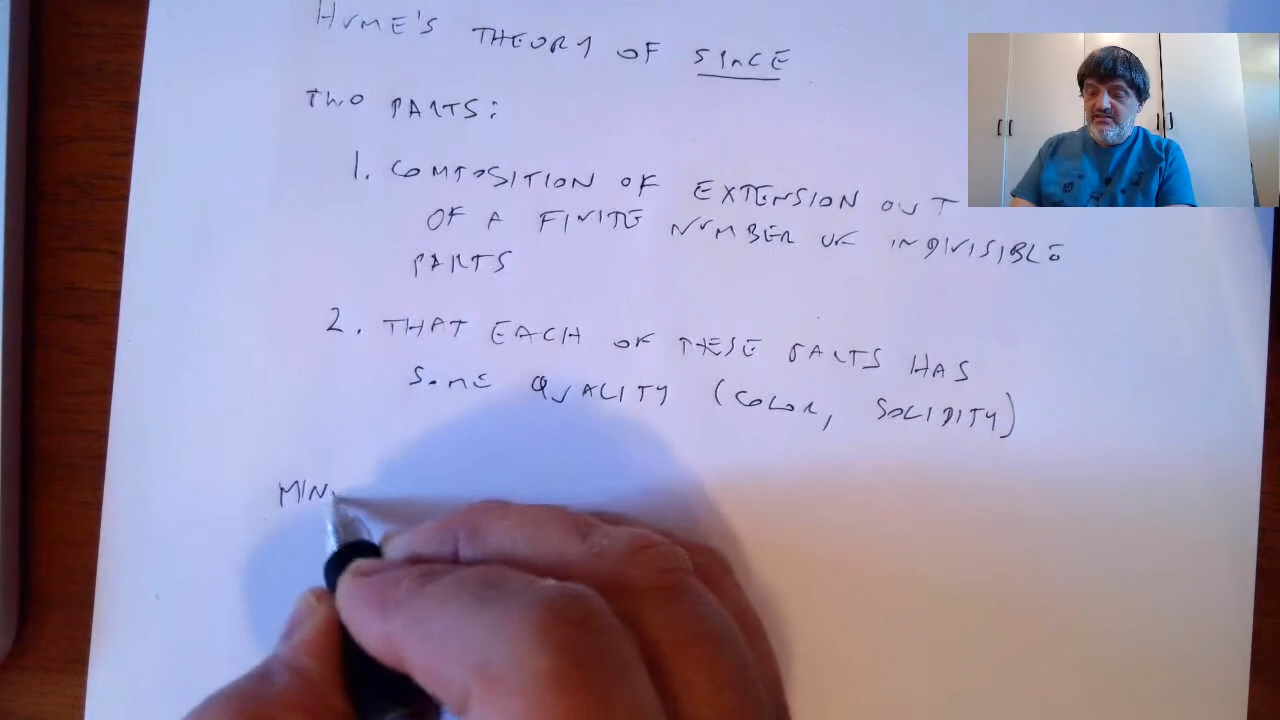 HUME'S THEORY OF SPACE
TWO PARTS:
1. COMPOSITION OF EXTENSION OUT
OF A FINITE NUMBER OF INDIVISIBLE
PARTS
2. THAT EACH OF THESE PARTS HAS
SOME QUALITY (COLOR, SOLIDITY)
MIN